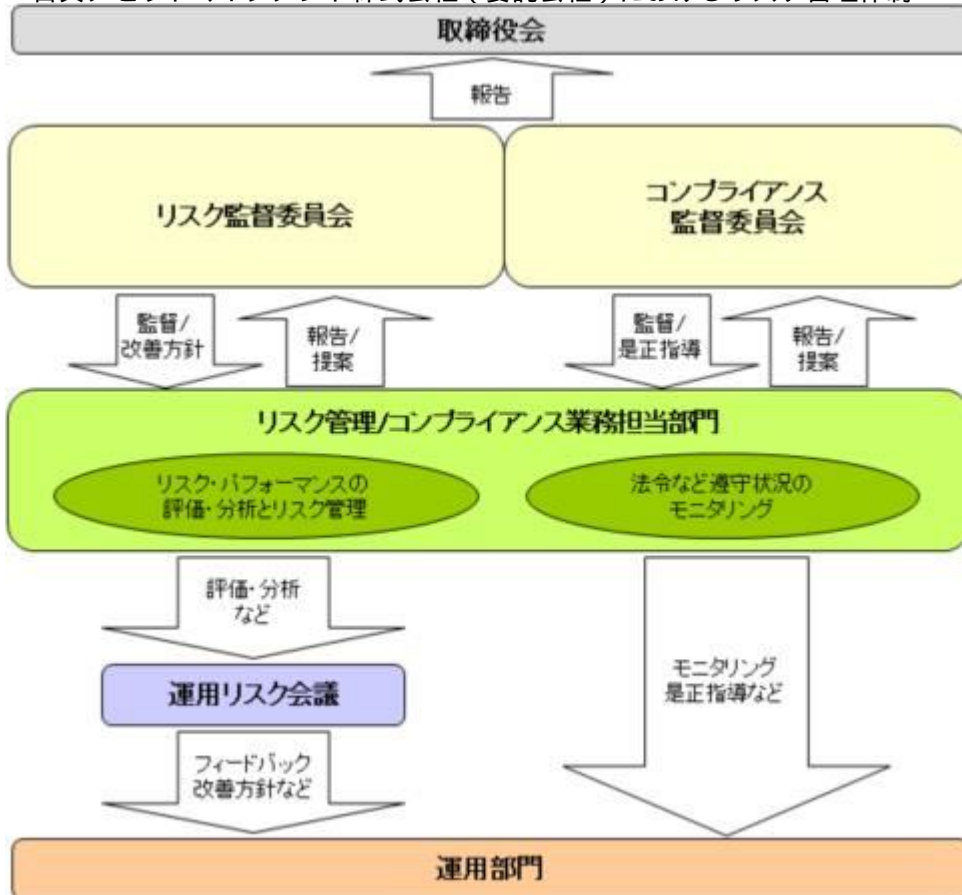 取締役会
報告
リスク監督委員会
コンプライアンス
監督委員会
監督/
改善方針
報告/
提案
監督/
是正指導
報告/
提案
リスク管理/コンプライアンス業務担当部門
リスク・パフォーマンスの
評価・分析とリスク管理
法令など遵守状況の
モニタリング
評価・分析
など
運用リスク会議
モニタリング
是正指導など
フィードバック
改善方針など
運用部門